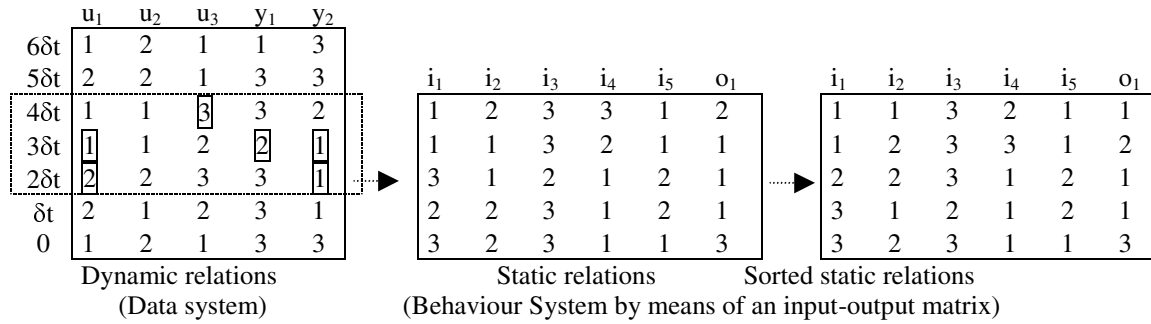 u₁ u₂ u₃ y₁ y₂
6δt 1 2 1 1 3
5δt 2 2 1 3 3
4δt 1 1 3 3 2
3δt 1 1 2 2 1
2δt 2 2 3 3 1
δt 2 1 2 3 1
0 1 2 1 3 3
Dynamic relations
(Data system)
i₁ i₂ i₃ i₄ i₅ o₁
1 2 3 3 1 2
1 1 3 2 1 1
3 1 2 1 2 1
2 2 3 1 2 1
3 2 3 1 1 3
Static relations
i₁ i₂ i₃ i₄ i₅ o₁
1 1 3 2 1 1
1 2 3 3 1 2
2 2 3 1 2 1
3 1 2 1 2 1
3 2 3 1 1 3
Sorted static relations
(Behaviour System by means of an input-output matrix)